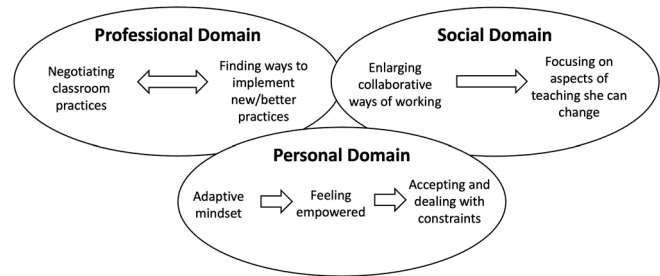 Professional Domain
Negotiating
classroom
practices
Finding ways to
implement
new/better
practices
Social Domain
Enlarging
collaborative
ways of working
Focusing on
aspects of
teaching she can
change
Personal Domain
Adaptive
mindset
Feeling
empowered
Accepting and
dealing with
constraints